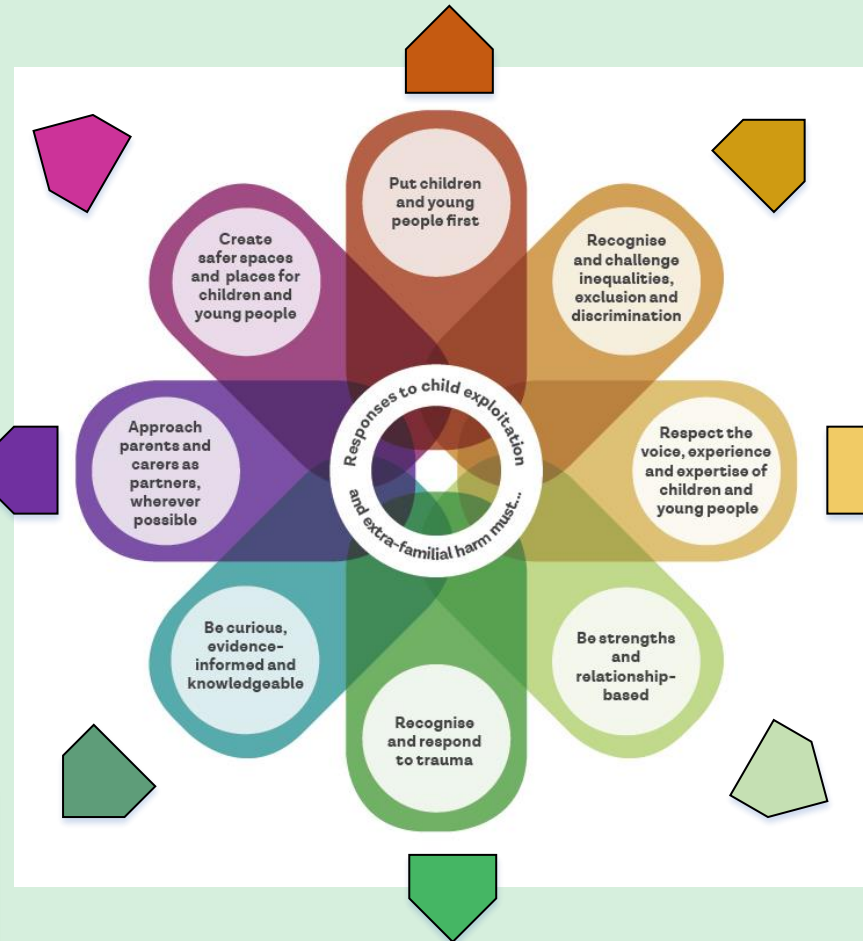 Put children
and young
people first
Recognise
and challenge
inequalities,
exclusion and
discrimination
Respect the
voice, experience
and expertise of
children and
young people
Be strengths
and
relationship-
based
Recognise
and respond
to trauma
Be curious,
evidence-
informed and
knowledgeable
Approach
parents and
carers as
partners,
wherever
possible
Create
safer spaces
and places for
children and
young people
Responses to child exploitation
and extra-familial harm must...